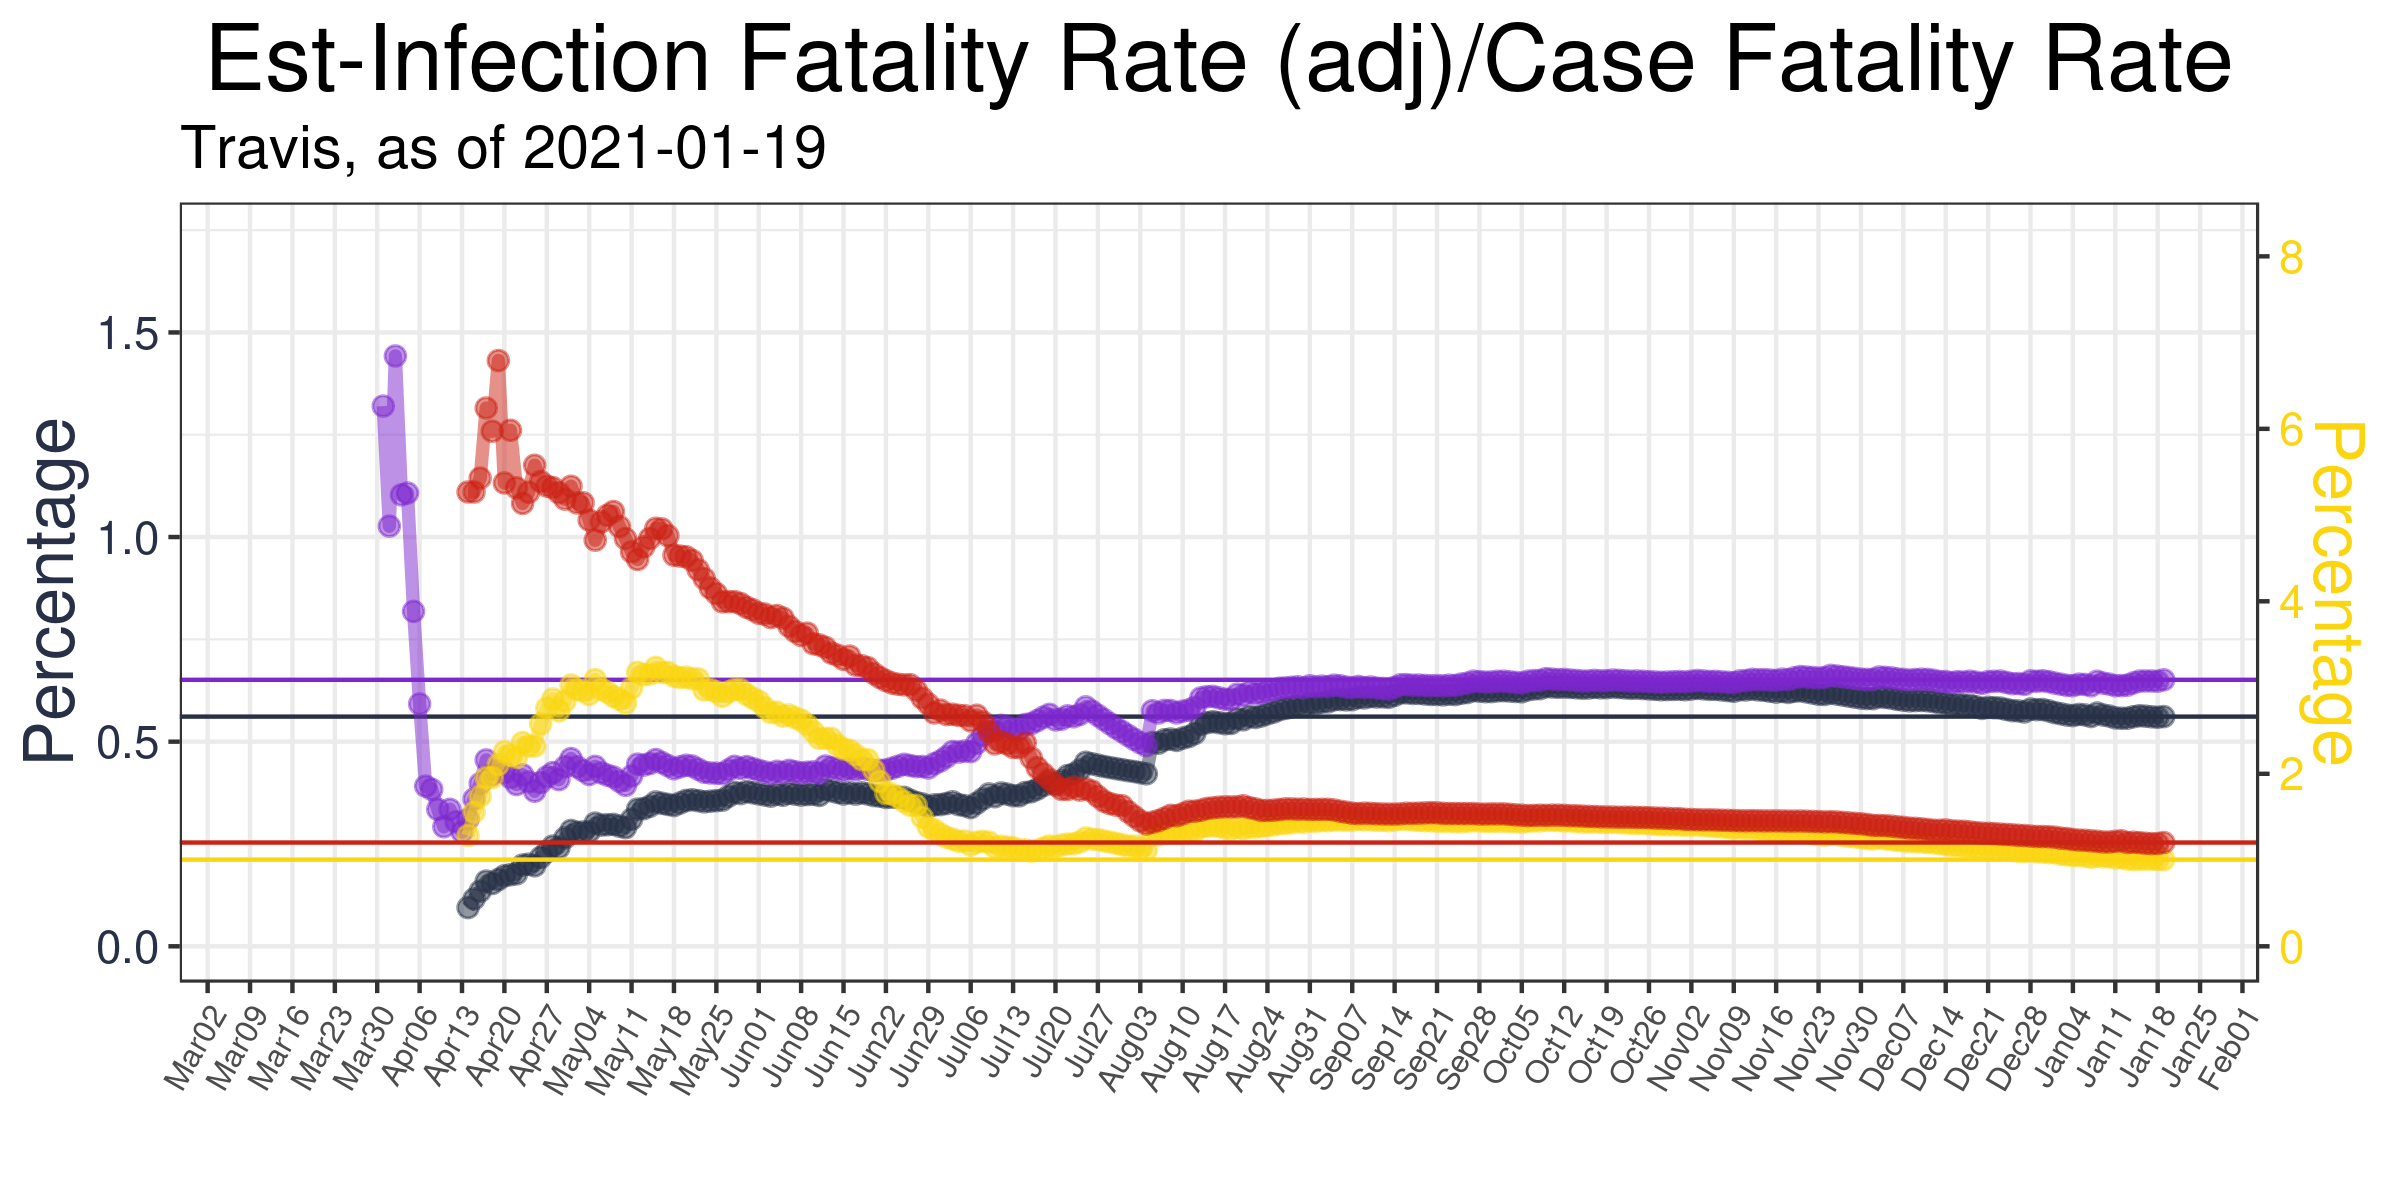 Est-Infection Fatality Rate (adj)/Case Fatality Rate
Travis, as of 2021-01-19
Percentage
1.5
1.0
0.5
0.0
8
6
4
2
0
Percentage
Mar02
Mar09
Mar16
Mar23
Mar30
Apr06
Apr13
Apr20
Apr27
May04
May11
May18
May25
Jun01
Jun08
Jun15
Jun22
Jun29
Jul06
Jul13
Jul20
Jul27
Aug03
Aug10
Aug17
Aug24
Aug31
Sep07
Sep14
Sep21
Sep28
Oct05
Oct12
Oct19
Oct26
Nov02
Nov09
Nov16
Nov23
Nov30
Dec07
Dec14
Dec21
Dec28
Jan04
Jan11
Jan18
Jan25
Feb01